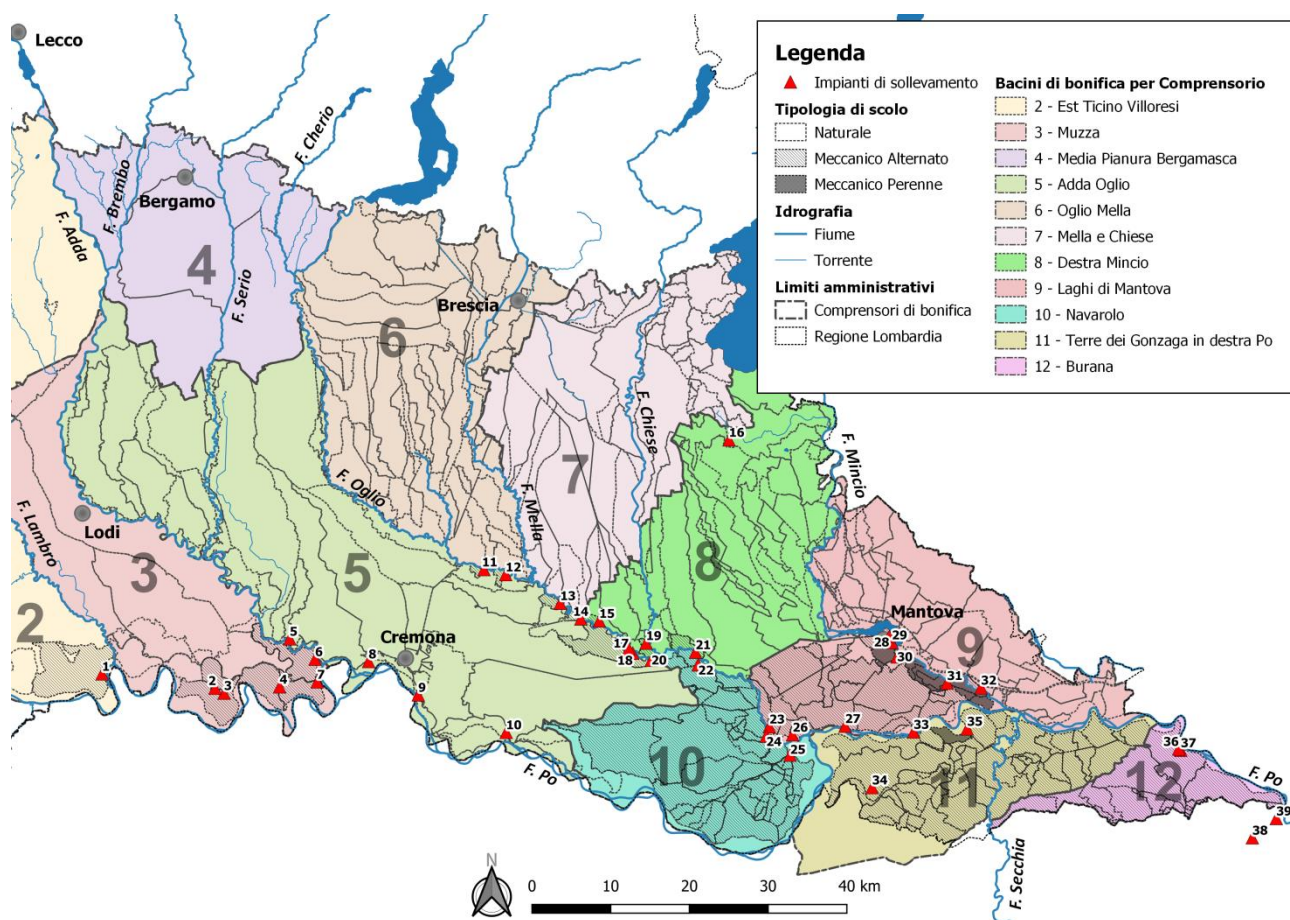 Lecco
F. Cherio
F. Brembo
Bergamo
F. Adda
4
F. Serio
Brescia
6
F. Chiese
16
F. Mincio
7
F. Oglio
F. Mella
Lodi
F. Lambro
3
5
8
11
12
13
14
15
2
Cremona
Mantova
9
5
6
7
8
1
2
3
4
9
10
17
18
19
20
21
22
28
29
30
31
32
23
24
25
26
27
33
35
34
36
37
10
11
12
F. Po
F. Po
39
38
F. Secchia
Legenda
Impianti di sollevamento
Tipologia di scolo
Naturale
Meccanico Alternato
Meccanico Perenne
Idrografia
Fiume
Torrente
Limiti amministrativi
Comprensori di bonifica
Regione Lombardia
Bacini di bonifica per Comprensorio
2 - Est Ticino Villoresi
3 - Muzza
4 - Media Pianura Bergamasca
5 - Adda Oglio
6 - Oglio Mella
7 - Mella e Chiese
8 - Destra Mincio
9 - Laghi di Mantova
10 - Navarolo
11 - Terre dei Gonzaga in destra Po
12 - Burana
N
0 10 20 30 40 km